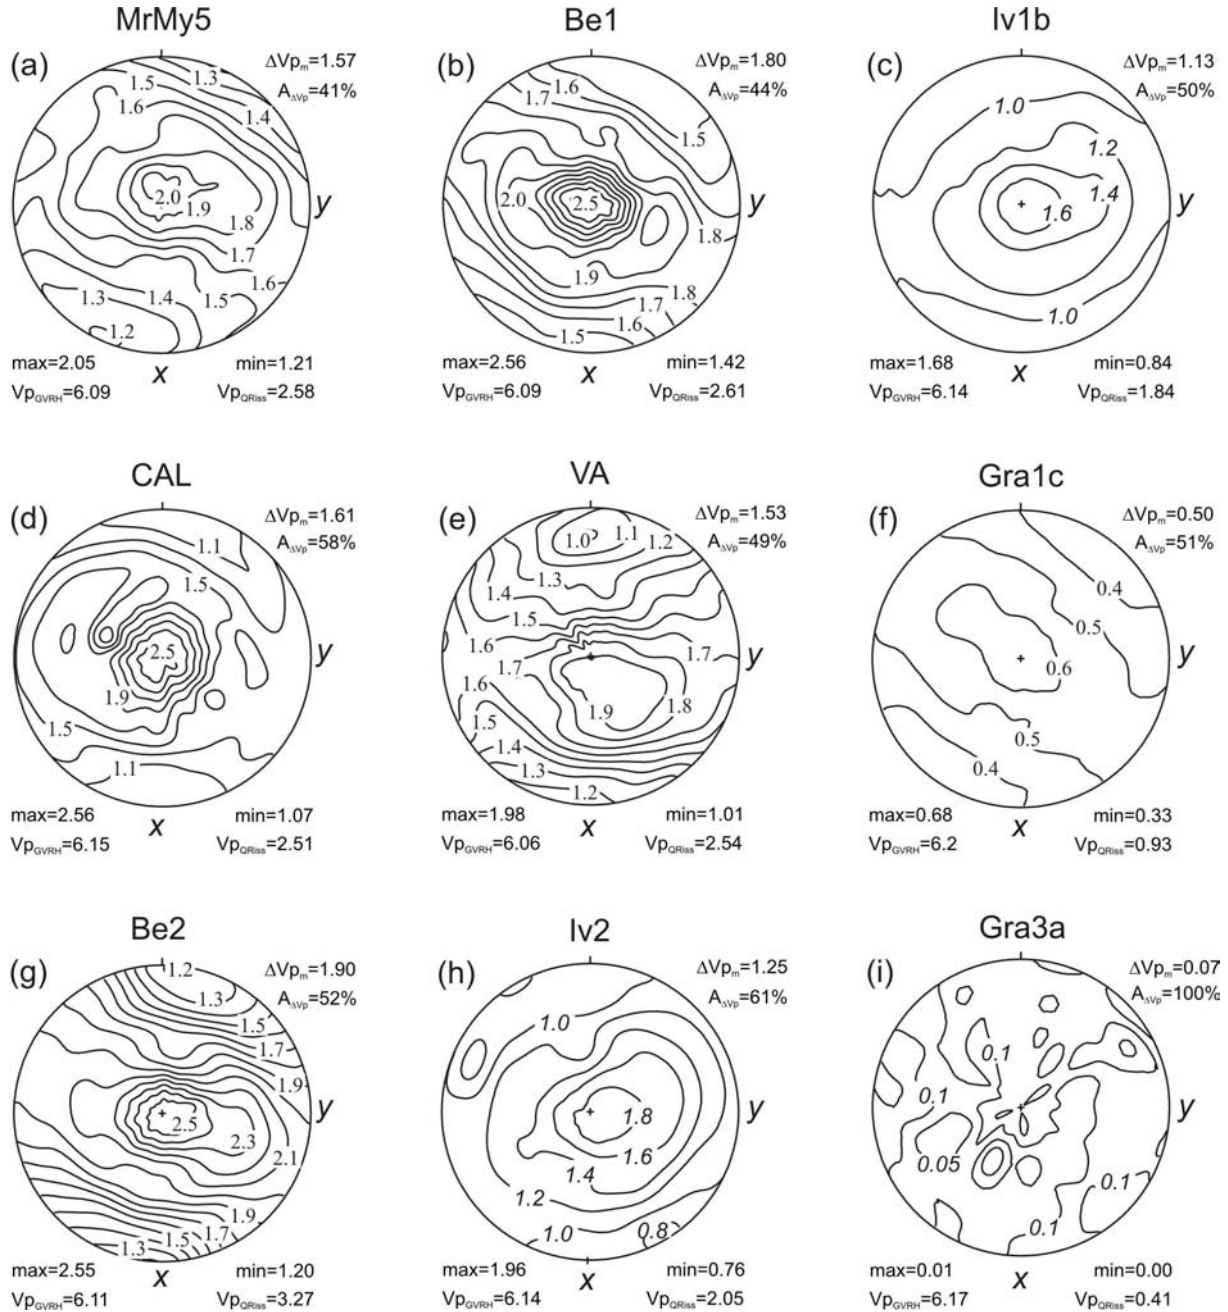 MrMy5
(a)
ΔVpm=1.57
AΔVp=41%
1.3
1.5
1.6
1.4
2.0
1.9
1.8
1.7
1.6
1.3
1.4
1.5
1.2
y
max=2.05
x
min=1.21
VpGVRH=6.09
VpQRiss=2.58
Be1
(b)
ΔVpm=1.80
AΔVp=44%
1.6
1.7
1.5
2.0
2.5
1.8
1.9
1.8
1.7
1.6
1.5
y
max=2.56
x
min=1.42
VpGVRH=6.09
VpQRiss=2.61
Iv1b
(c)
ΔVpm=1.13
AΔVp=50%
1.0
1.2
1.4
1.6
1.0
y
max=1.68
x
min=0.84
VpGVRH=6.14
VpQRiss=1.84
CAL
(d)
ΔVpm=1.61
AΔVp=58%
1.1
1.5
2.5
1.9
1.5
1.1
y
max=2.56
x
min=1.07
VpGVRH=6.15
VpQRiss=2.51
VA
(e)
ΔVpm=1.53
AΔVp=49%
1.0
1.1
1.2
1.3
1.4
1.5
1.6
1.7
1.7
1.6
1.9
1.8
1.5
1.4
1.3
1.2
y
max=1.98
x
min=1.01
VpGVRH=6.06
VpQRiss=2.54
Gra1c
(f)
ΔVpm=0.50
AΔVp=51%
0.4
0.5
0.6
0.5
0.4
y
max=0.68
x
min=0.33
VpGVRH=6.2
VpQRiss=0.93
Be2
(g)
ΔVpm=1.90
AΔVp=52%
1.2
1.3
1.5
1.7
1.9
2.5
2.3
2.1
1.9
1.7
1.5
1.3
y
max=2.55
x
min=1.20
VpGVRH=6.11
VpQRiss=3.27
Iv2
(h)
ΔVpm=1.25
AΔVp=61%
1.0
1.8
1.6
1.4
1.2
1.0
0.8
y
max=1.96
x
min=0.76
VpGVRH=6.14
VpQRiss=2.05
Gra3a
(i)
ΔVpm=0.07
AΔVp=100%
0.1
0.1
0.05
0.1
0.1
y
max=0.01
x
min=0.00
VpGVRH=6.17
VpQRiss=0.41